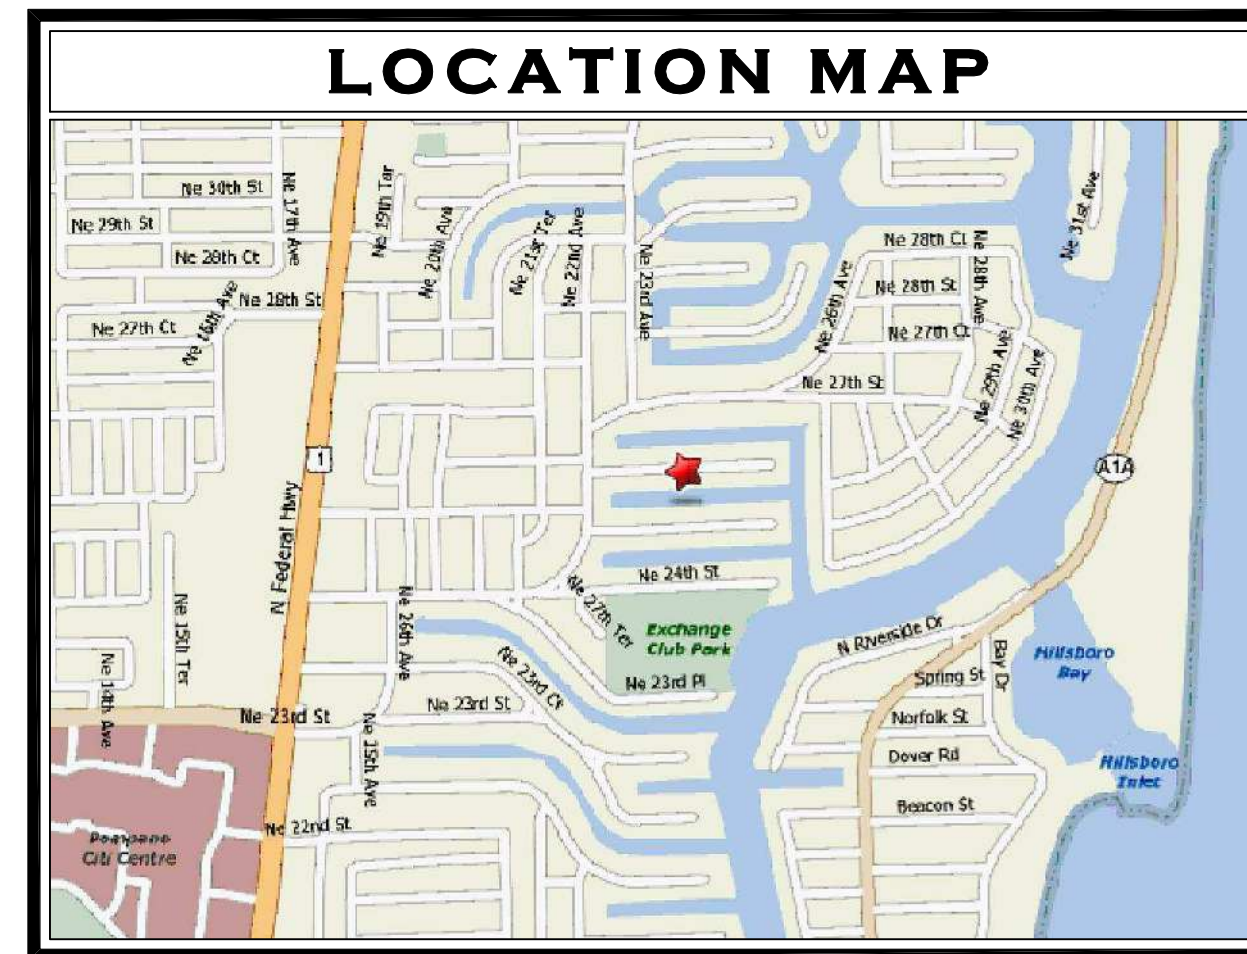 LOCATION MAP
Ne 30th St
Ne 17th Ave
Ne 19th Ter
Ne 31st Ave
Ne 29th St
Ne 20th Ave
Ne 21st Ter
Ne 22nd Ave
Ne 23rd Ave
Ne 28th Ct
Ne 28th Ave
Ne 28th Ct
Ne 28th St
Ne 26th Ave
Ne 28th St
Ne 16th Ave
Ne 27th Ct
Ne 27th Ct
Ne 29th Ave
Ne 30th Ave
Ne 27th St
1
A1A
N Federal Hwy
Ne 24th St
Ne 27th Ter
Ne 15th Ter
Ne 26th Ave
Exchange
Club Park
N Riverside Dr
Bay Dr
Hillsboro
Bay
Ne 14th Ave
Ne 23rd Ct
Ne 23rd Pl
Spring St
Ne 23rd St
Ne 23rd St
Norfolk St
Ne 15th Ave
Dover Rd
Hillsboro
Inlet
Beacon St
Ne 22nd St
Pompano
Citi Centre